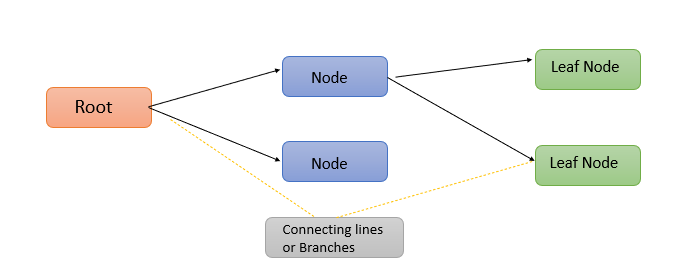 Root
Node
Node
Leaf Node
Leaf Node
Connecting lines
or Branches